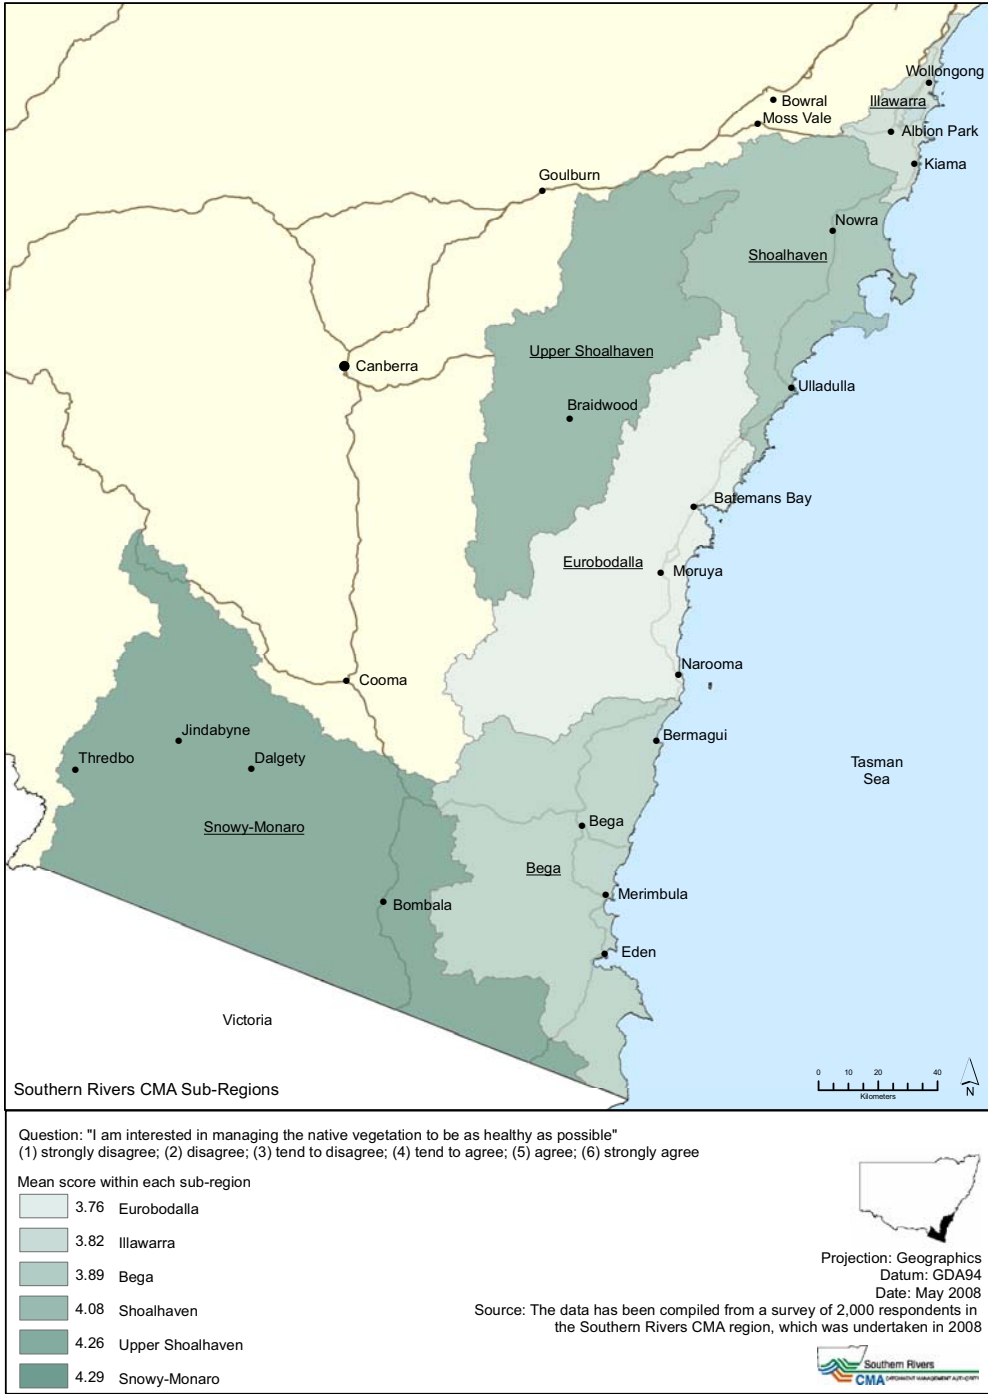 Wollongong
Illawarra
Bowral
Moss Vale
Albion Park
Kiama
Goulburn
Nowra
Shoalhaven
Upper Shoalhaven
Canberra
Ulladulla
Braidwood
Batemans Bay
Eurobodalla
Moruya
Narooma
Cooma
Jindabyne
Bermagui
Thredbo
Dalgety
Tasman
Sea
Snowy-Monaro
Bega
Bega
Merimbula
Bombala
Eden
Victoria
Southern Rivers CMA Sub-Regions
0 10 20 40
Kilometers
N
Question: "I am interested in managing the native vegetation to be as healthy as possible"
(1) strongly disagree; (2) disagree; (3) tend to disagree; (4) tend to agree; (5) agree; (6) strongly agree
Mean score within each sub-region
3.76 Eurobodalla
3.82 Illawarra
3.89 Bega
4.08 Shoalhaven
4.26 Upper Shoalhaven
4.29 Snowy-Monaro
Projection: Geographics
Datum: GDA94
Date: May 2008
Source: The data has been compiled from a survey of 2,000 respondents in
the Southern Rivers CMA region, which was undertaken in 2008
Southern Rivers
CMA CATCHMENT MANAGEMENT AUTHORITY